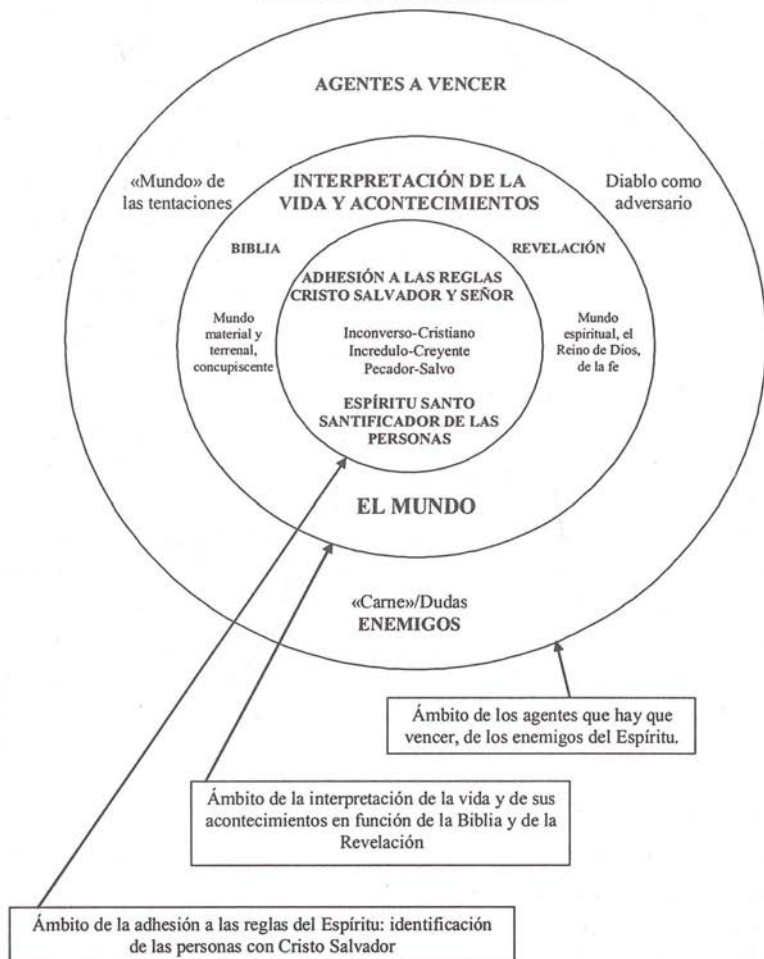 AGENTES A VENCER
«Mundo» de
las tentaciones
Diablo como
adversario
INTERPRETACIÓN DE LA
VIDA Y ACONTECIMIENTOS
BIBLIA
REVELACIÓN
ADHESIÓN A LAS REGLAS
CRISTO SALVADOR Y SEÑOR
Mundo
material y
terrenal,
concupiscente
Inconverso-Cristiano
Incredulo-Creyente
Pecador-Salvo
Mundo
espiritual, el
Reino de Dios,
de la fe
ESPÍRITU SANTO
SANTIFICADOR DE LAS
PERSONAS
EL MUNDO
«Carne»/Dudas
ENEMIGOS
Ámbito de los agentes que hay que
vencer, de los enemigos del Espíritu.
Ámbito de la interpretación de la vida y de sus
acontecimientos en función de la Biblia y de la
Revelación
Ámbito de la adhesión a las reglas del Espíritu: identificación
de las personas con Cristo Salvador